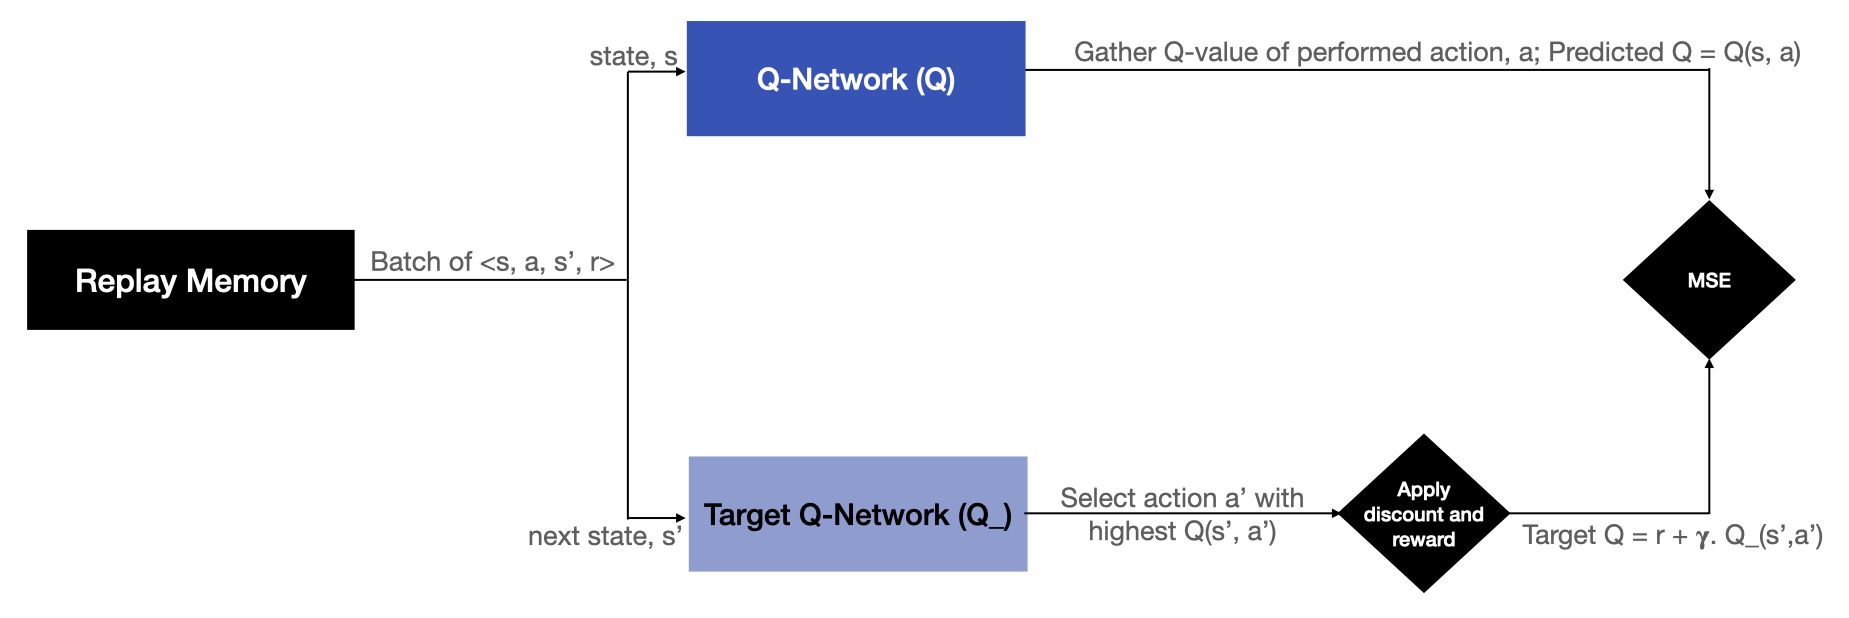 state, s
Q-Network (Q)
Gather Q-value of performed action, a; Predicted Q = Q(s, a)
Replay Memory
Batch of <s, a, s’, r>
MSE
next state, s’
Target Q-Network (Q_)
Select action a’ with
highest Q(s’, a’)
Apply
discount and
reward
Target Q = r + γ. Q_(s’,a’)